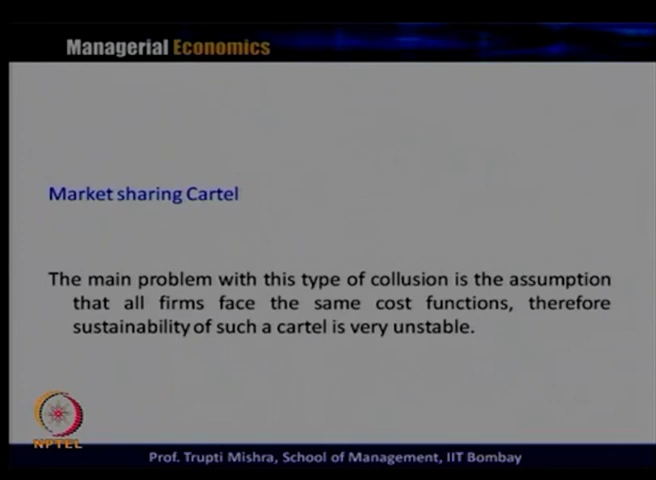 Managerial Economics
Market sharing Cartel
The main problem with this type of collusion is the assumption
that all firms face the same cost functions, therefore
sustainability of such a cartel is very unstable.
NPTEL
Prof. Trupti Mishra, School of Management, IIT Bombay